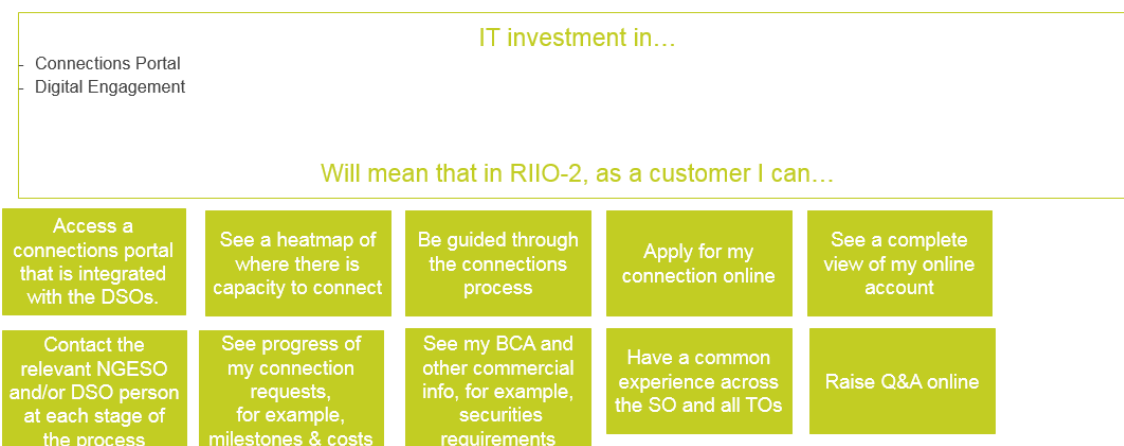 IT investment in…
- Connections Portal
- Digital Engagement
Will mean that in RIIO-2, as a customer I can…
Access a
connections portal
that is integrated
with the DSOs.
See a heatmap of
where there is
capacity to connect
Be guided through
the connections
process
Apply for my
connection online
See a complete
view of my online
account
Contact the
relevant NGESO
and/or DSO person
at each stage of
the process
See progress of
my connection
requests,
for example,
milestones & costs
See my BCA and
other commercial
info, for example,
securities
requirements
Have a common
experience across
the SO and all TOs
Raise Q&A online